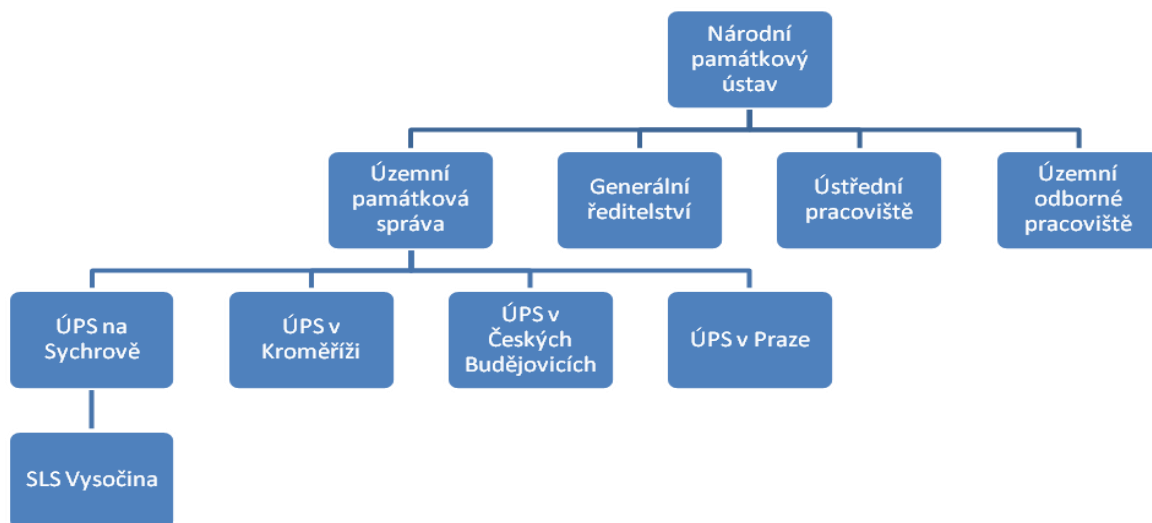 Národní
památkový
ústav
Územní
památková
správa
Generální
ředitelství
Ústřední
pracoviště
Územní
odborné
pracoviště
ÚPS na
Sychrově
ÚPS v
Kroměříži
ÚPS v
Českých
Budějovicích
ÚPS v Praze
SLS Vysočina